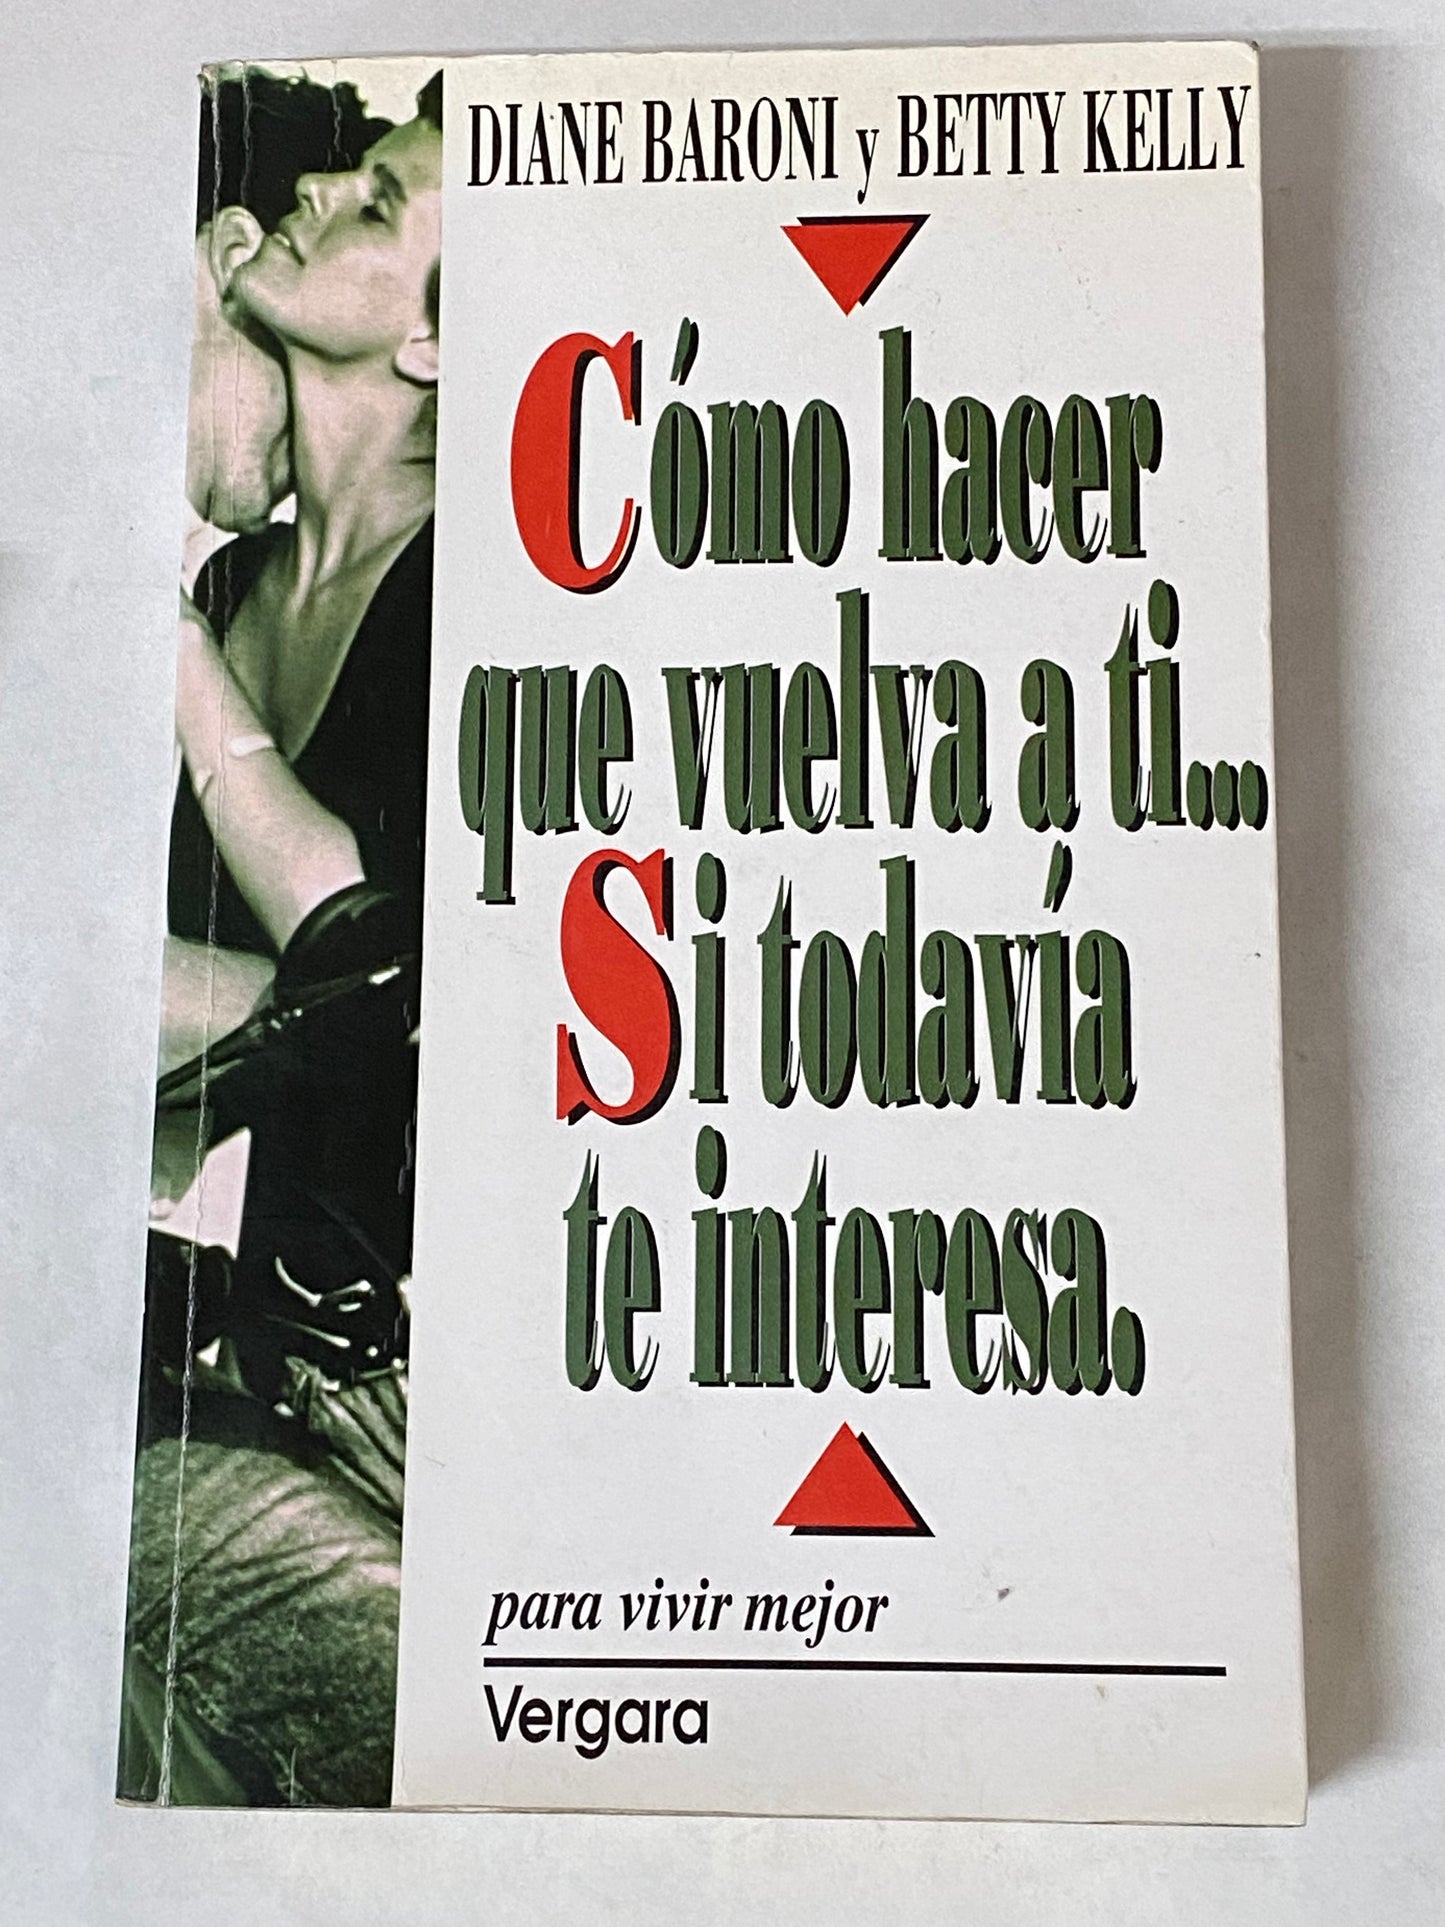 DIANE BARONI y BETTY KELLY
Cómo hacer
que vuelva a ti...
Si todavía
te interesa.
para vivir mejor
Vergara